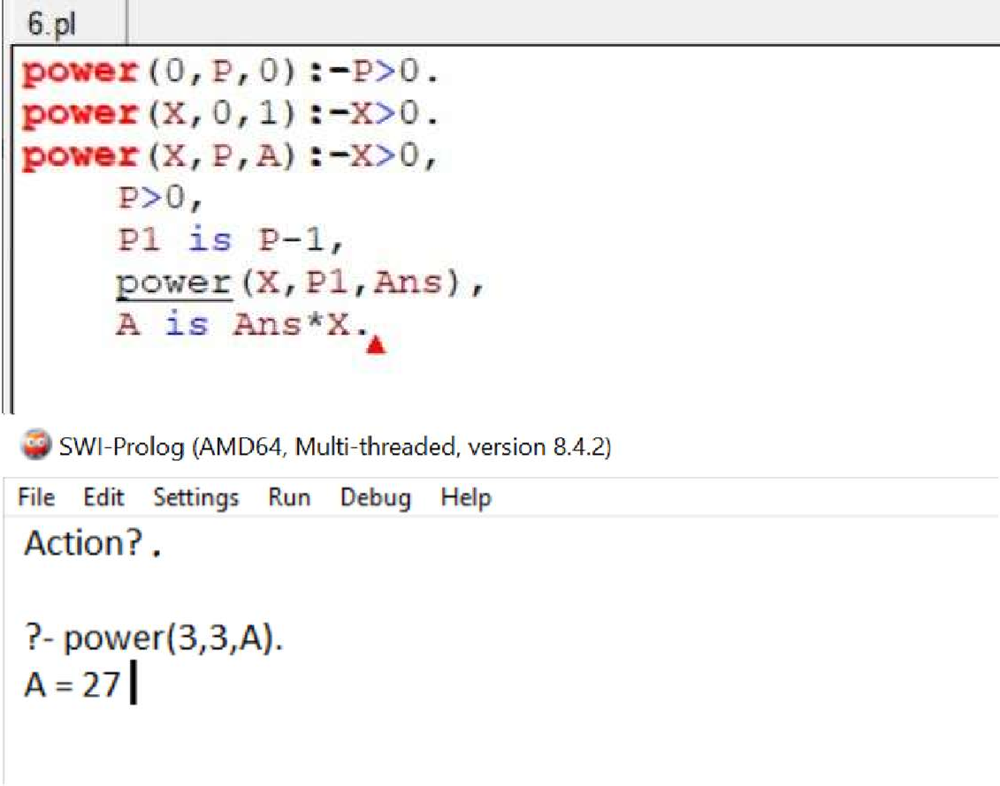 6.pl
power(0,P,0):-P>0.
power(X,0,1):-X>0.
power(X,P,A):-X>0,
P>0,
P1 is P-1,
power(X,P1,Ans),
A is Ans*X.
SWI-Prolog (AMD64, Multi-threaded, version 8.4.2)
File Edit Settings Run Debug Help
Action? .
?- power(3,3,A).
A = 27